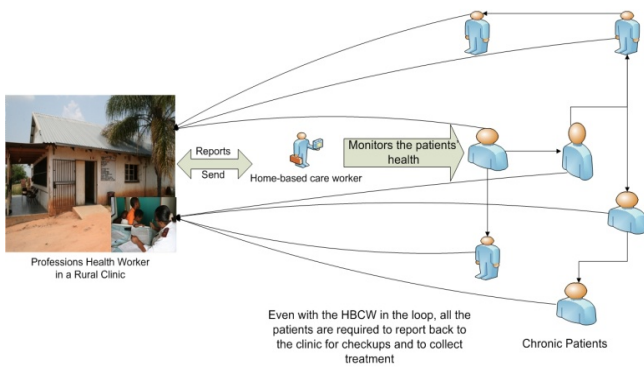 Reports
Send
Home-based care worker
Monitors the patients
health
Professions Health Worker
in a Rural Clinic
Even with the HBCW in the loop, all the
patients are required to report back to
the clinic for checkups and to collect
treatment
Chronic Patients